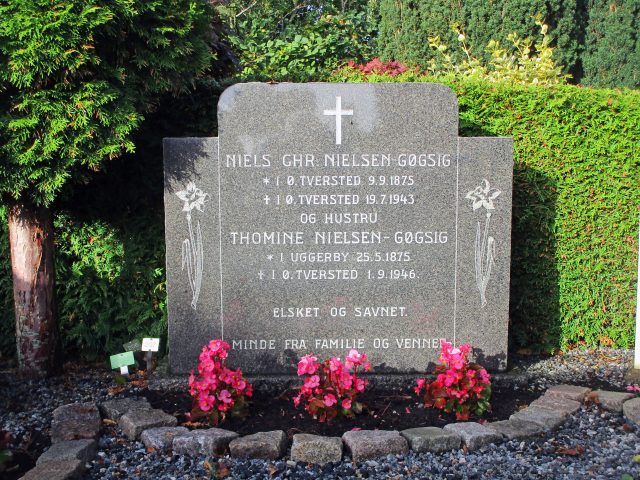 NIELS CHR. NIELSEN-GØGSIG
* I Ø. TVERSTED 9.9.1875
✝ I Ø. TVERSTED 19.7.1943
OG HUSTRU
THOMINE NIELSEN-GØGSIG
* I UGGERBY 25.5.1875
✝ I Ø. TVERSTED 1.9.1946.
ELSKET OG SAVNET.
MINDE FRA FAMILIE OG VENNER